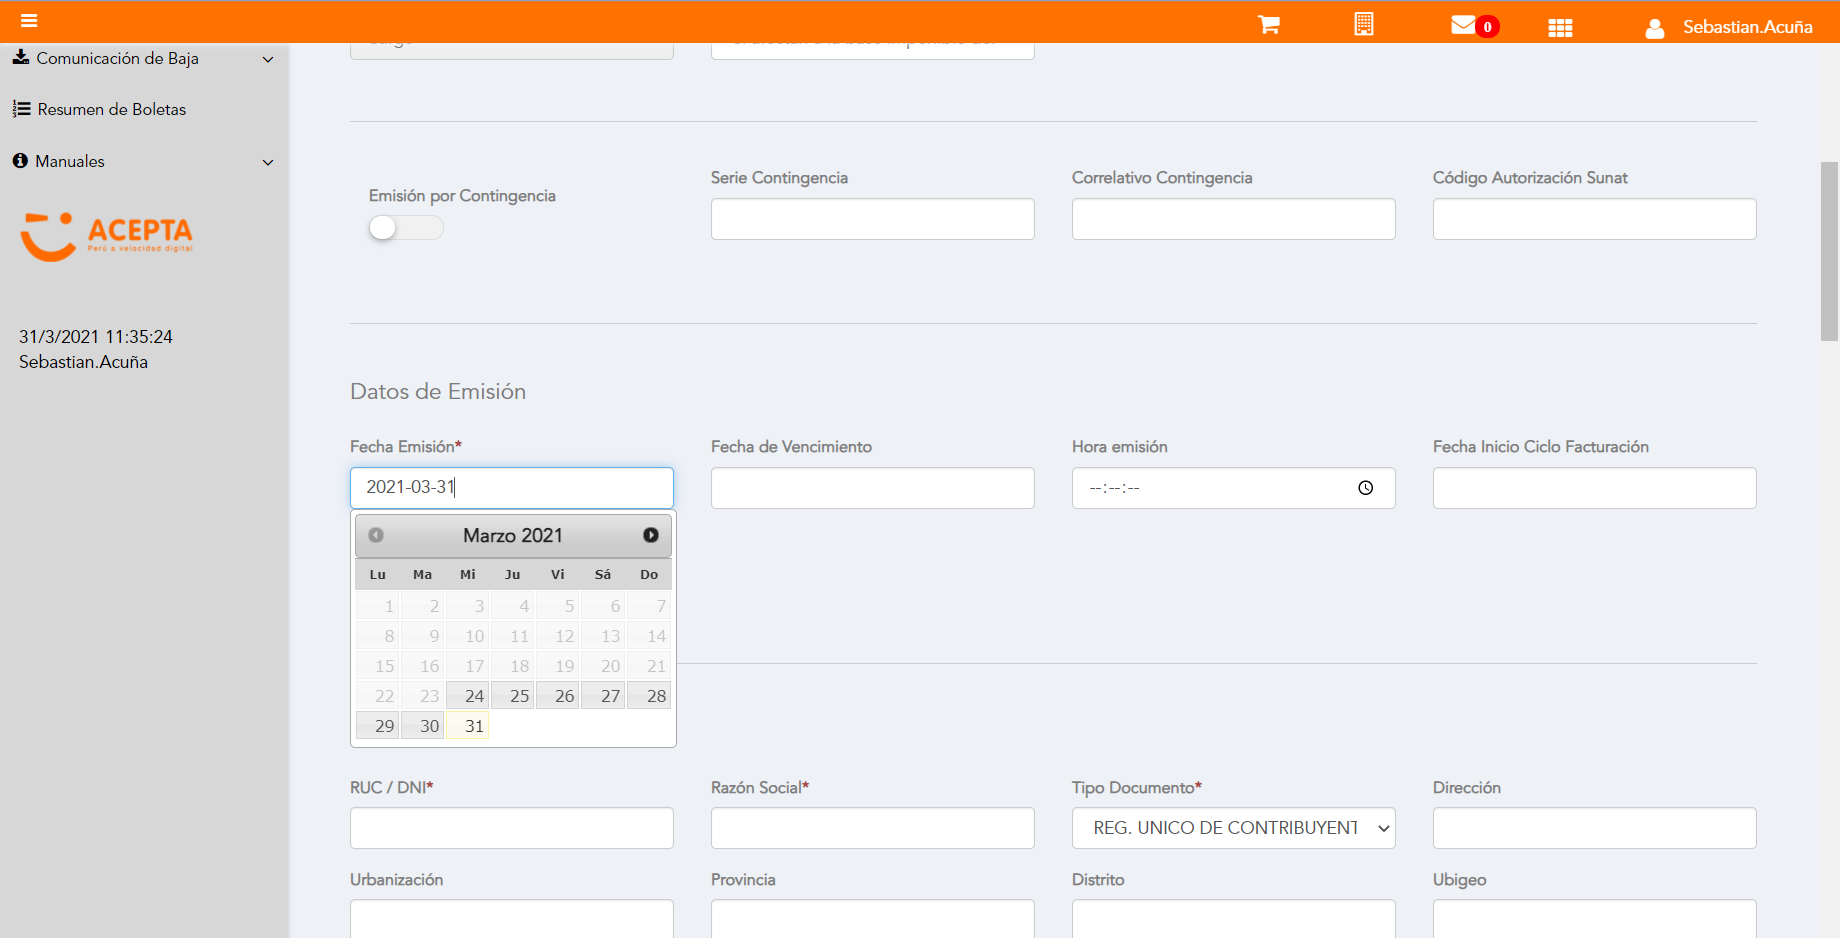 0
Sebastian.Acuña
Comunicación de Baja
Resumen de Boletas
Manuales
ACEPTA
Perú a velocidad digital
31/3/2021 11:35:24
Sebastian.Acuña
Emisión por Contingencia
Serie Contingencia
Correlativo Contingencia
Código Autorización Sunat
Datos de Emisión
Fecha Emisión*
Fecha de Vencimiento
Hora emisión
Fecha Inicio Ciclo Facturación
2021-03-31
--:--:--
Marzo 2021
Lu Ma Mi Ju Vi Sá Do
1 2 3 4 5 6 7
8 9 10 11 12 13 14
15 16 17 18 19 20 21
22 23 24 25 26 27 28
29 30 31
RUC / DNI*
Razón Social*
Tipo Documento*
Dirección
REG. UNICO DE CONTRIBUYENT
Urbanización
Provincia
Distrito
Ubigeo